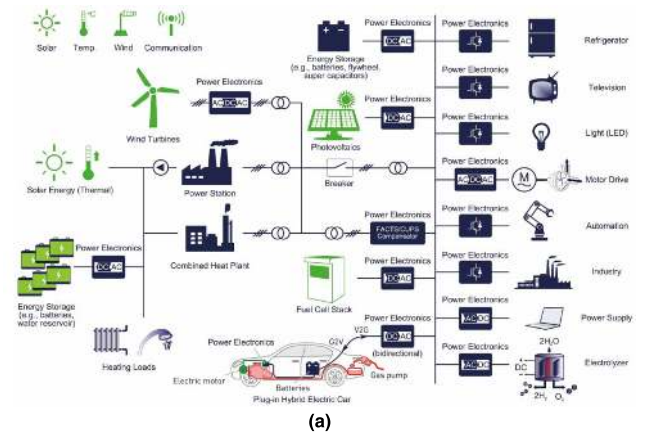 Solar
Temp.
Wind
Communication
Power Electronics
DC AC
Energy Storage
(e.g., batteries, flywheel,
super capacitors)
Power Electronics
Refrigerator
Power Electronics
AC DC AC
Wind Turbines
Power Electronics
DC AC
Photovoltaics
Power Electronics
Television
Power Electronics
Light (LED)
Solar Energy (Thermal)
Power Station
Breaker
Power Electronics
AC DC AC
M
Motor Drive
Power Electronics
DC AC
Energy Storage
(e.g., batteries,
water reservoir)
Combined Heat Plant
Power Electronics
FACTS/CUPS
Compensator
Power Electronics
Automation
Fuel Cell Stack
Power Electronics
DC AC
Power Electronics
Industry
Heating Loads
Power Electronics
Electric motor
Batteries
Plug-in Hybrid Electric Car
G2V
V2G
Gas pump
Power Electronics
DC AC
(bidirectional)
Power Electronics
AC DC
Power Supply
Power Electronics
AC DC
2H₂O
DC
2H₂
O₂
Electrolyzer
(a)